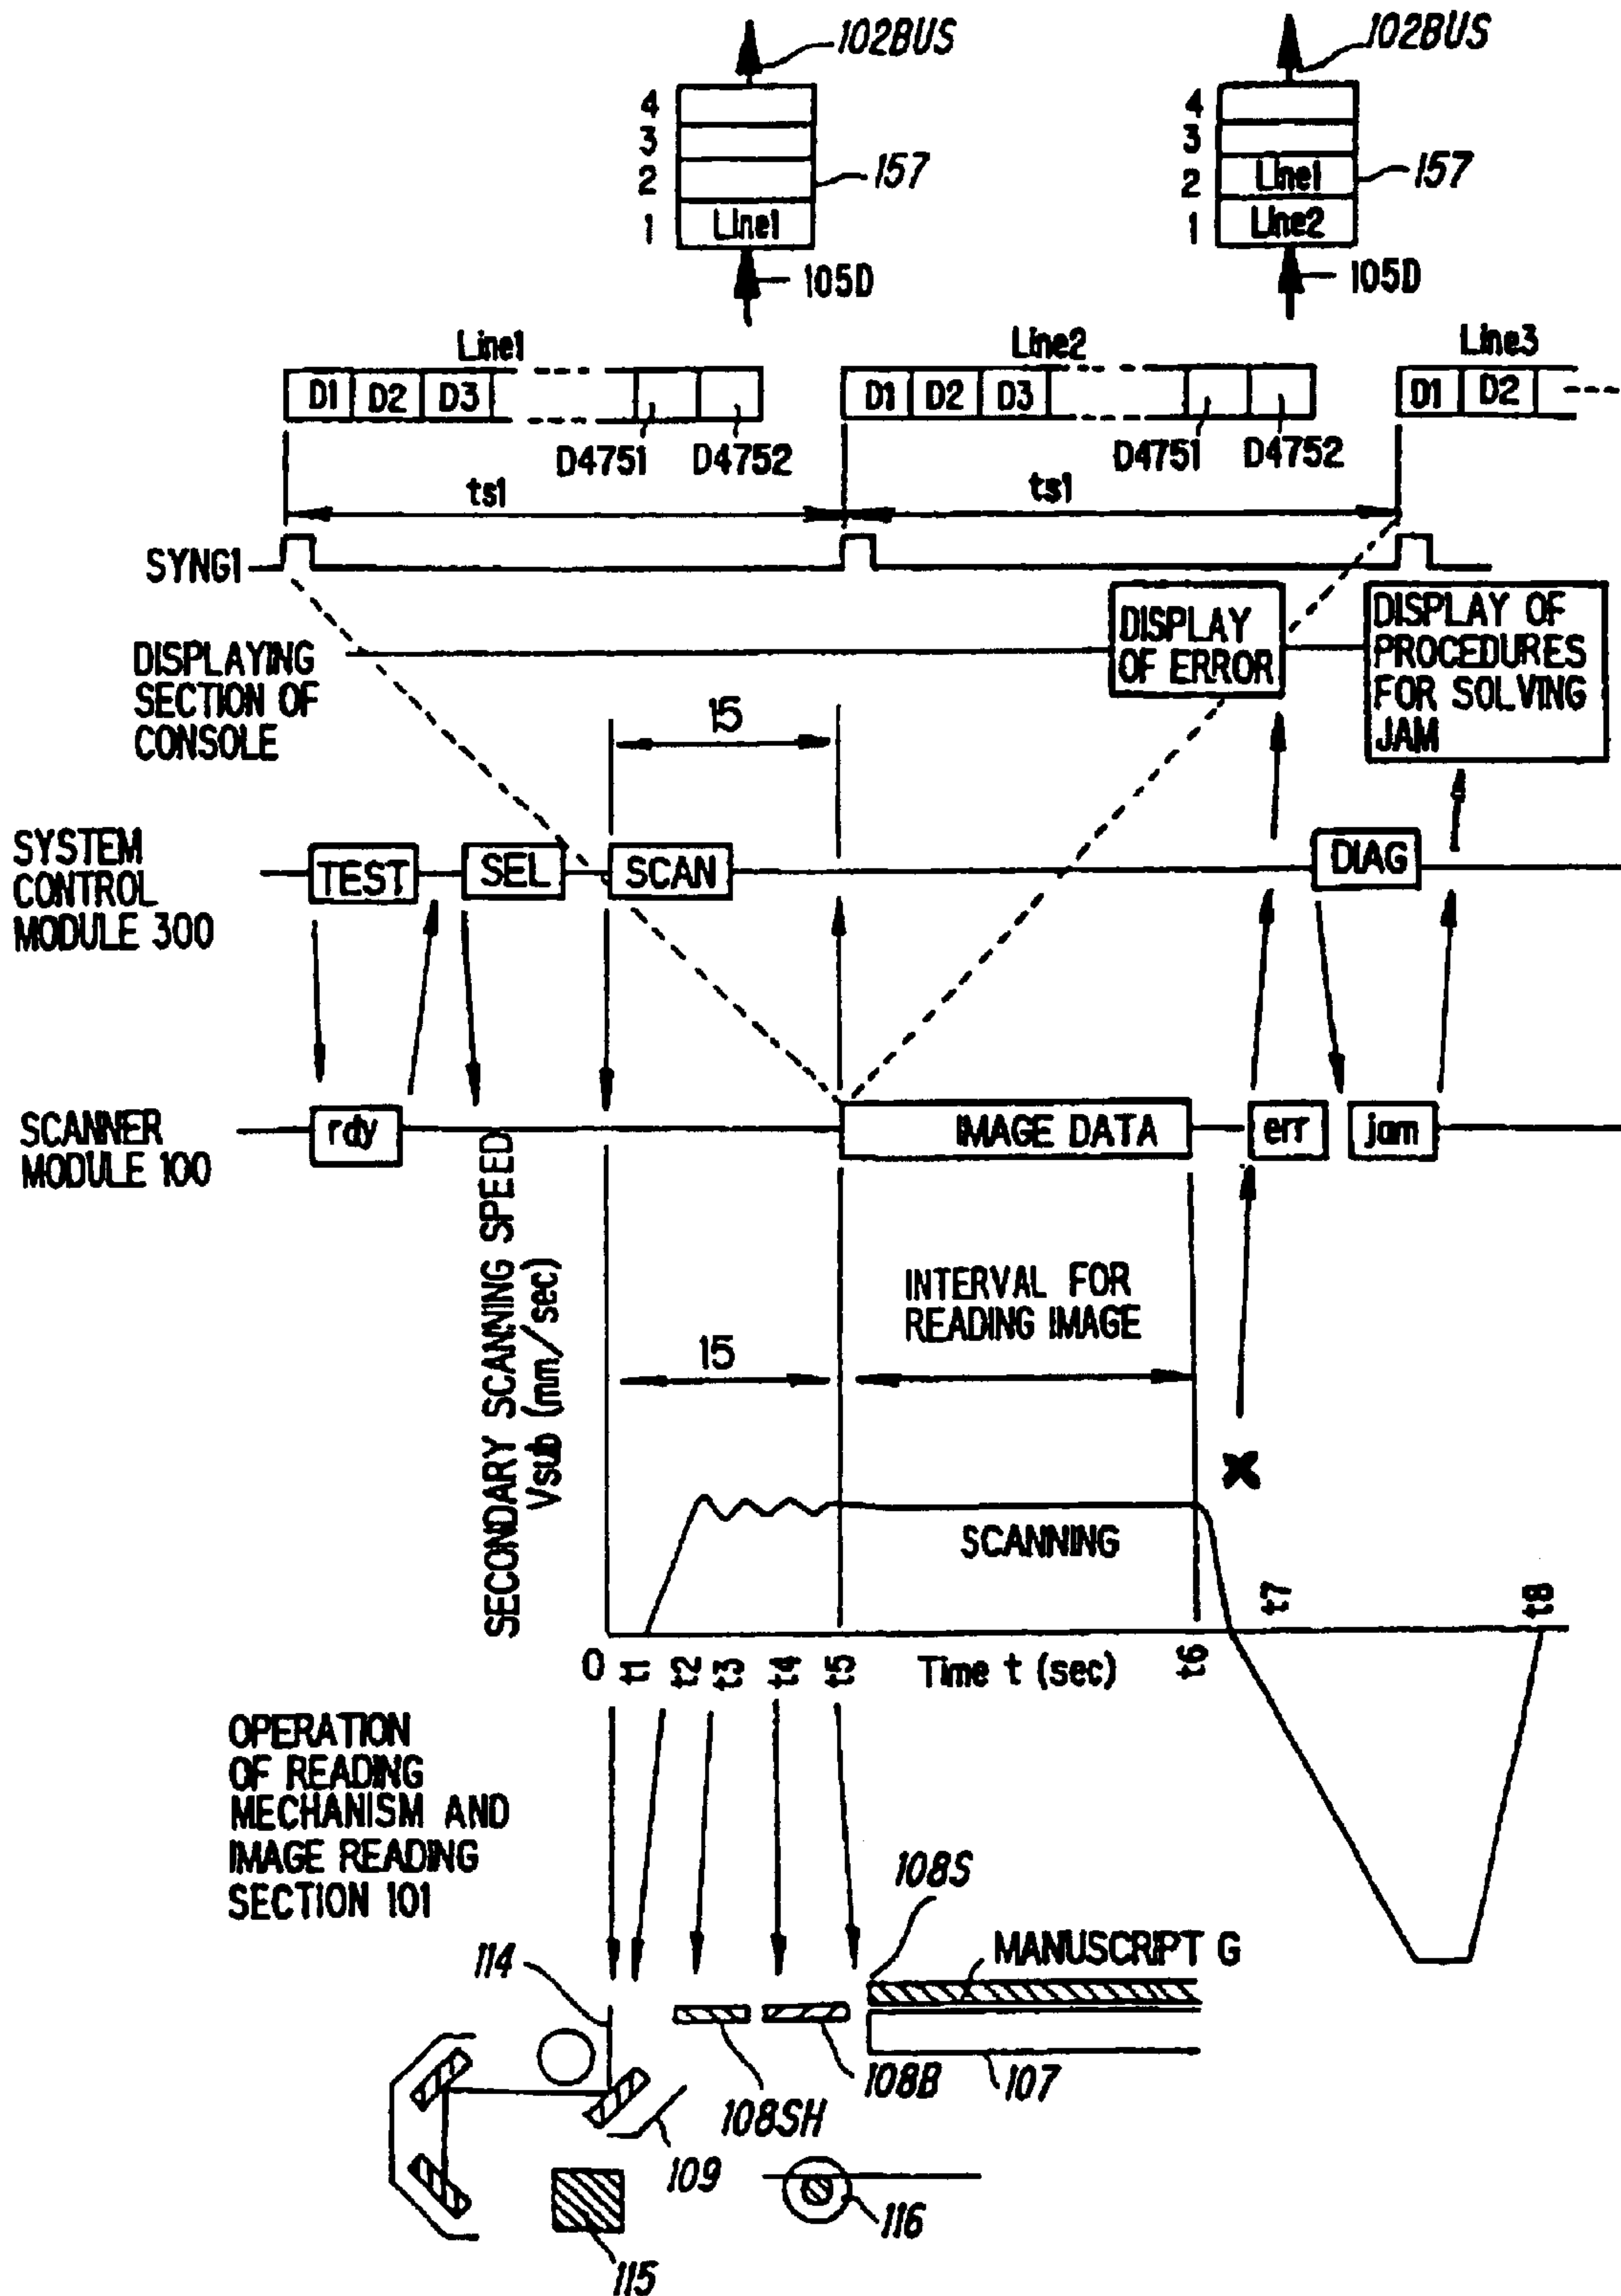 102BUS
102BUS
4
3
2
1
Line1
157
4
3
2
1
Line1
Line2
157
105D
105D
Line1
Line2
Line3
D1 D2 D3
D1 D2 D3
D1 D2
D4751 D4752
D4751 D4752
ts1
ts1
SYNG1
DISPLAYING
SECTION OF
CONSOLE
DISPLAY
OF ERROR
DISPLAY OF
PROCEDURES
FOR SOLVING
JAM
15
SYSTEM
CONTROL
MODULE 300
TEST
SEL
SCAN
DIAG
SCANNER
MODULE 100
rdy
IMAGE DATA
err
jam
SECONDARY SCANNING SPEED
Vsub (mm/sec)
INTERVAL FOR
READING IMAGE
15
X
SCANNING
0
t1
t2
t3
t4
t5
Time t (sec)
t6
t7
t8
OPERATION
OF READING
MECHANISM AND
IMAGE READING
SECTION 101
108S
MANUSCRIPT G
114
108SH
108B
107
109
116
115